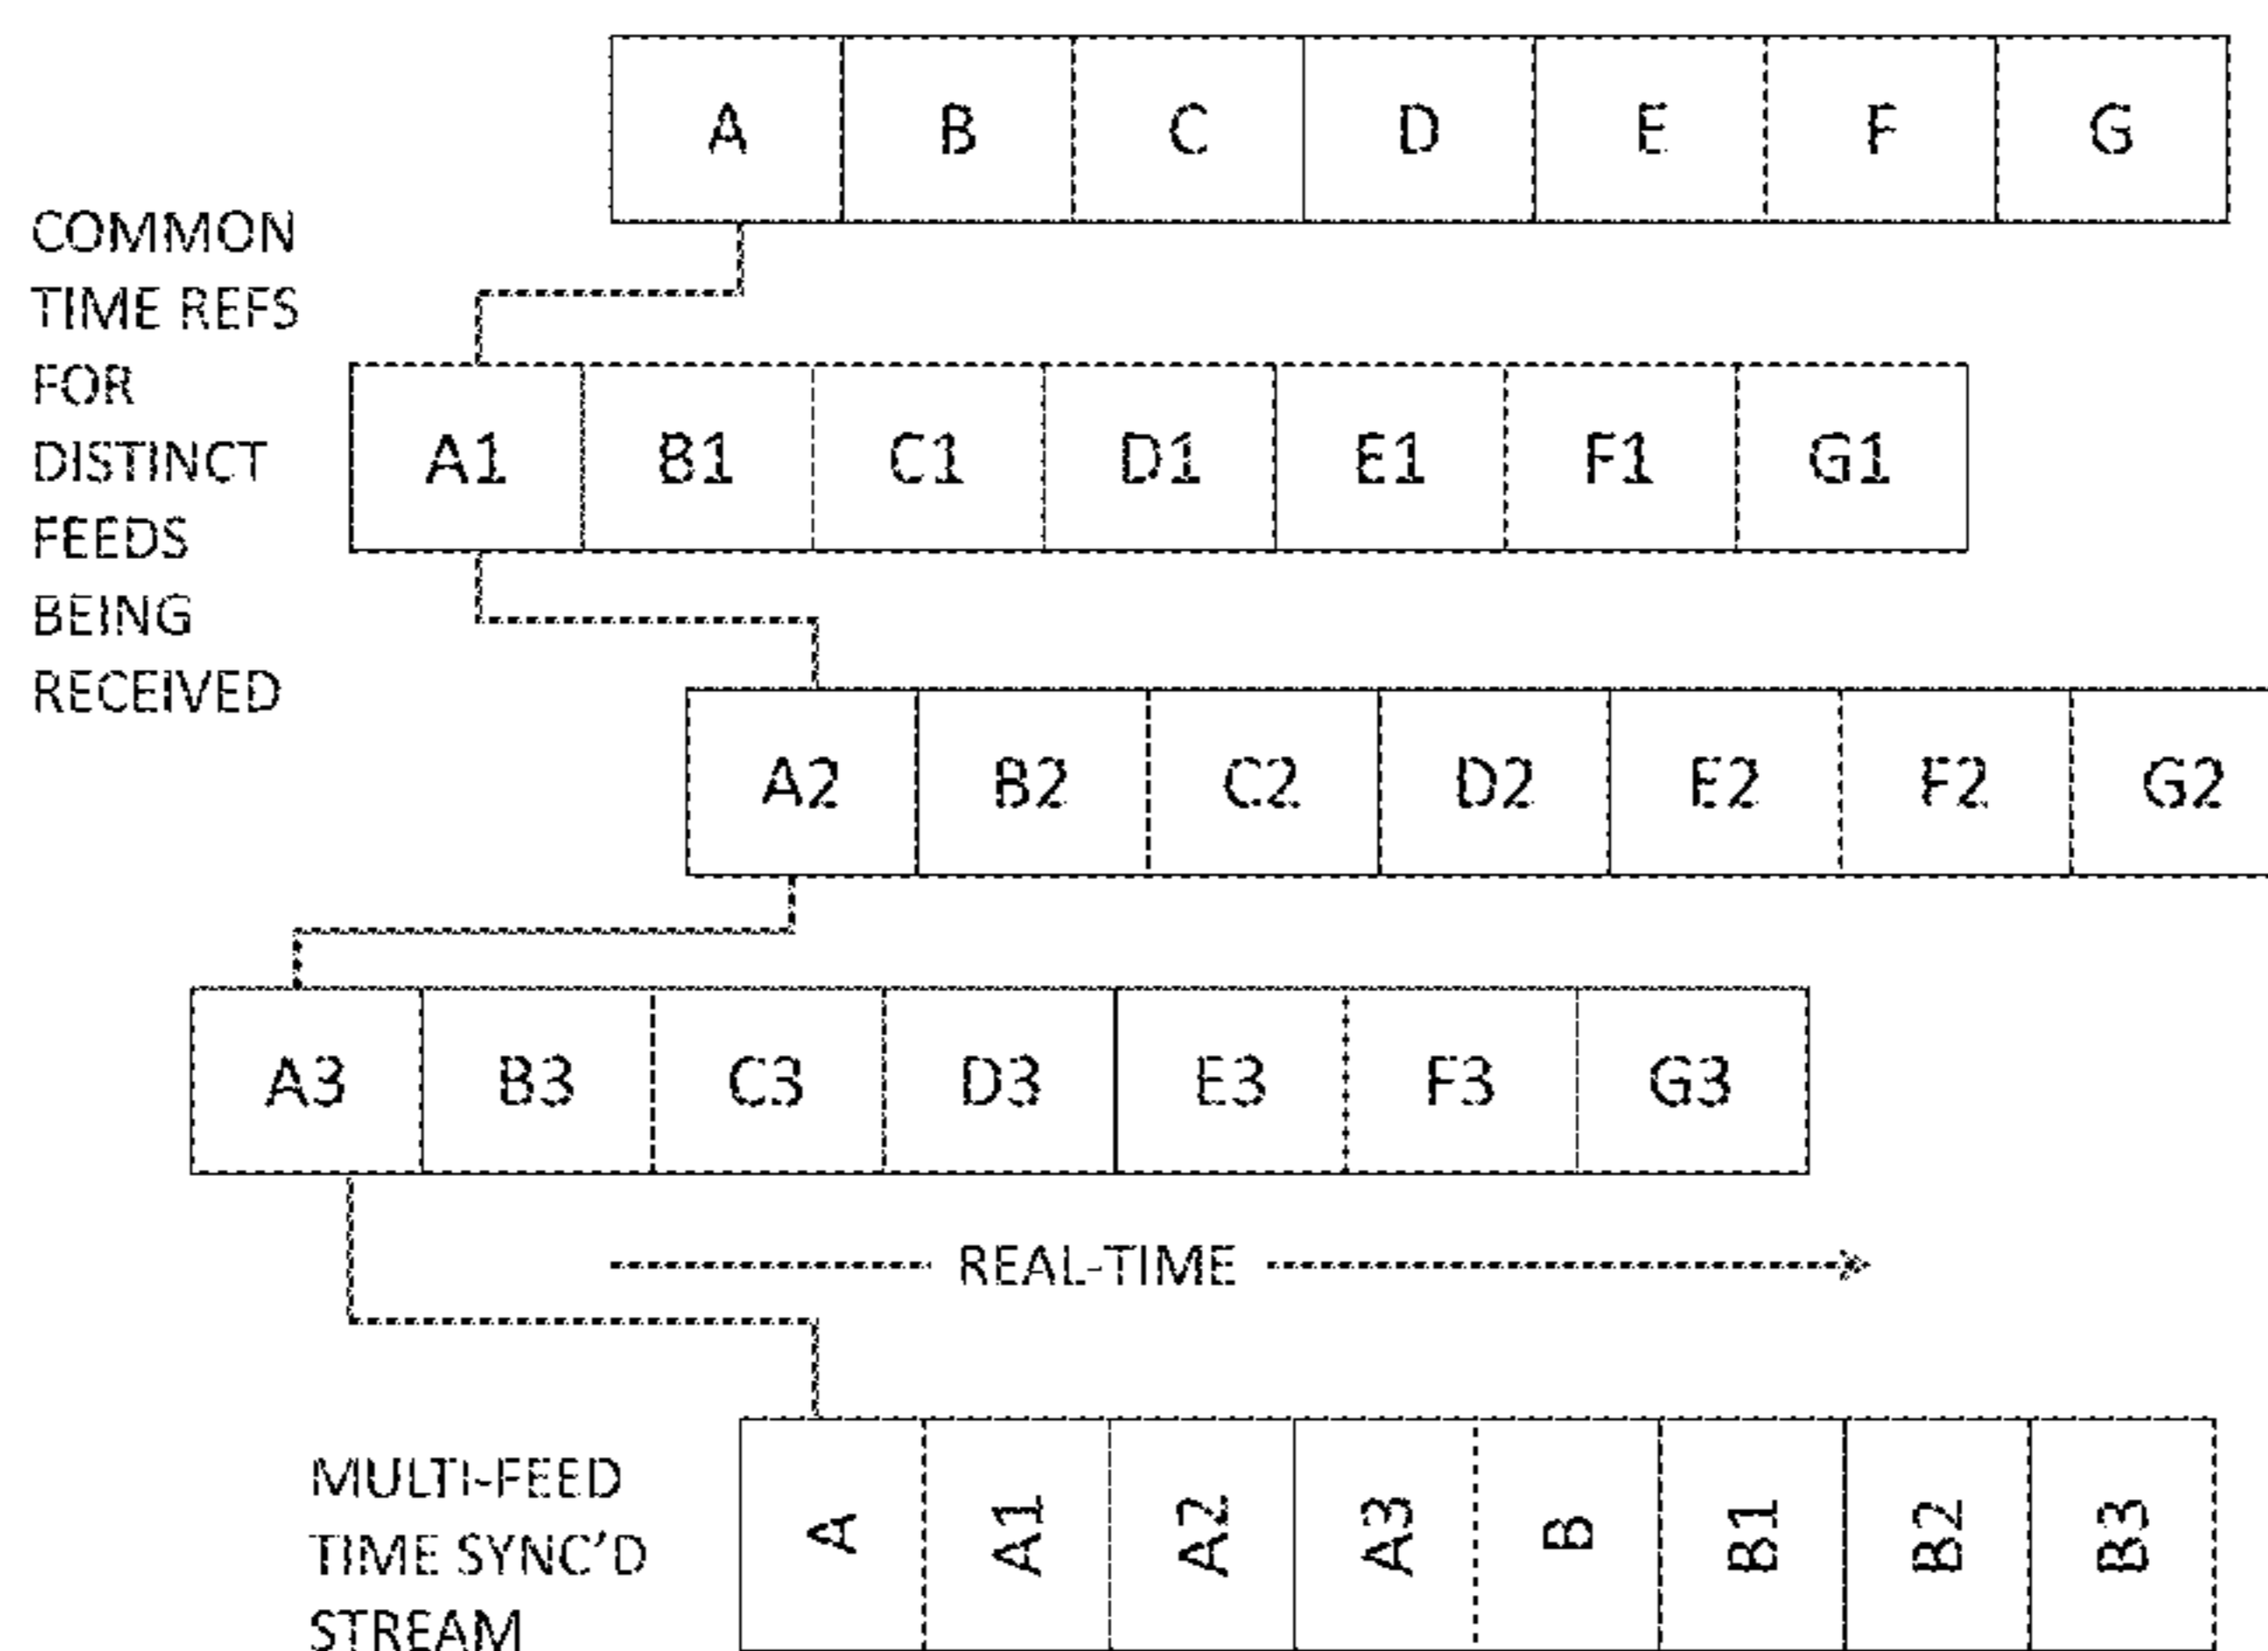 A B C D E F G
COMMON
TIME REFS
FOR
DISTINCT
FEEDS
BEING
RECEIVED
A1 B1 C1 D1 E1 F1 G1
A2 B2 C2 D2 E2 F2 G2
A3 B3 C3 D3 E3 F3 G3
REAL-TIME
MULTI-FEED
TIME SYNC'D
STREAM
A A1 A2 A3 B B1 B2 B3